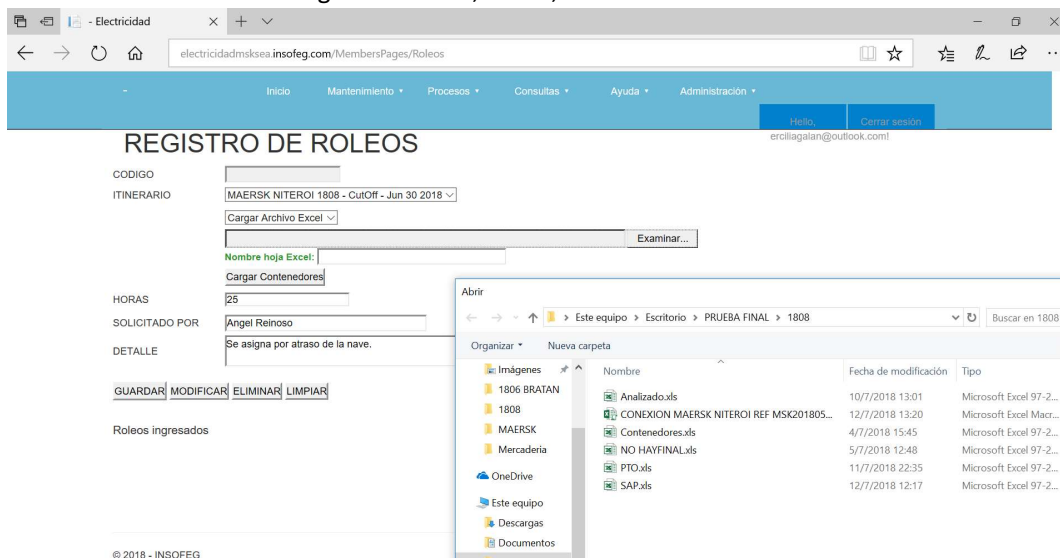 - Electricidad
electricidadmsksea.insofeg.com/MembersPages/Roleos
- Inicio Mantenimiento Procesos Consultas Ayuda Administración
Hello, erciliagalan@outlook.com! Cerrar sesión
REGISTRO DE ROLEOS
CODIGO
ITINERARIO MAERSK NITEROI 1808 - CutOff - Jun 30 2018
Cargar Archivo Excel
Examinar...
Nombre hoja Excel:
Cargar Contenedores
HORAS 25
SOLICITADO POR Angel Reinoso
DETALLE Se asigna por atraso de la nave.
GUARDAR MODIFICAR ELIMINAR LIMPIAR
Roleos ingresados
© 2018 - INSOFEG
Abrir
Este equipo > Escritorio > PRUEBA FINAL > 1808 Buscar en 1808
Organizar Nueva carpeta
Imágenes
1806 BRATAN
1808
MAERSK
Mercaderia
OneDrive
Este equipo
Descargas
Documentos
Nombre Fecha de modificación Tipo
Analizado.xls 10/7/2018 13:01 Microsoft Excel 97-2...
CONEXION MAERSK NITEROI REF MSK201805... 12/7/2018 13:20 Microsoft Excel Macr...
Contenedores.xls 4/7/2018 15:45 Microsoft Excel 97-2...
NO HAYFINAL.xls 5/7/2018 12:48 Microsoft Excel 97-2...
PTO.xls 11/7/2018 22:35 Microsoft Excel 97-2...
SAP.xls 12/7/2018 12:17 Microsoft Excel 97-2...